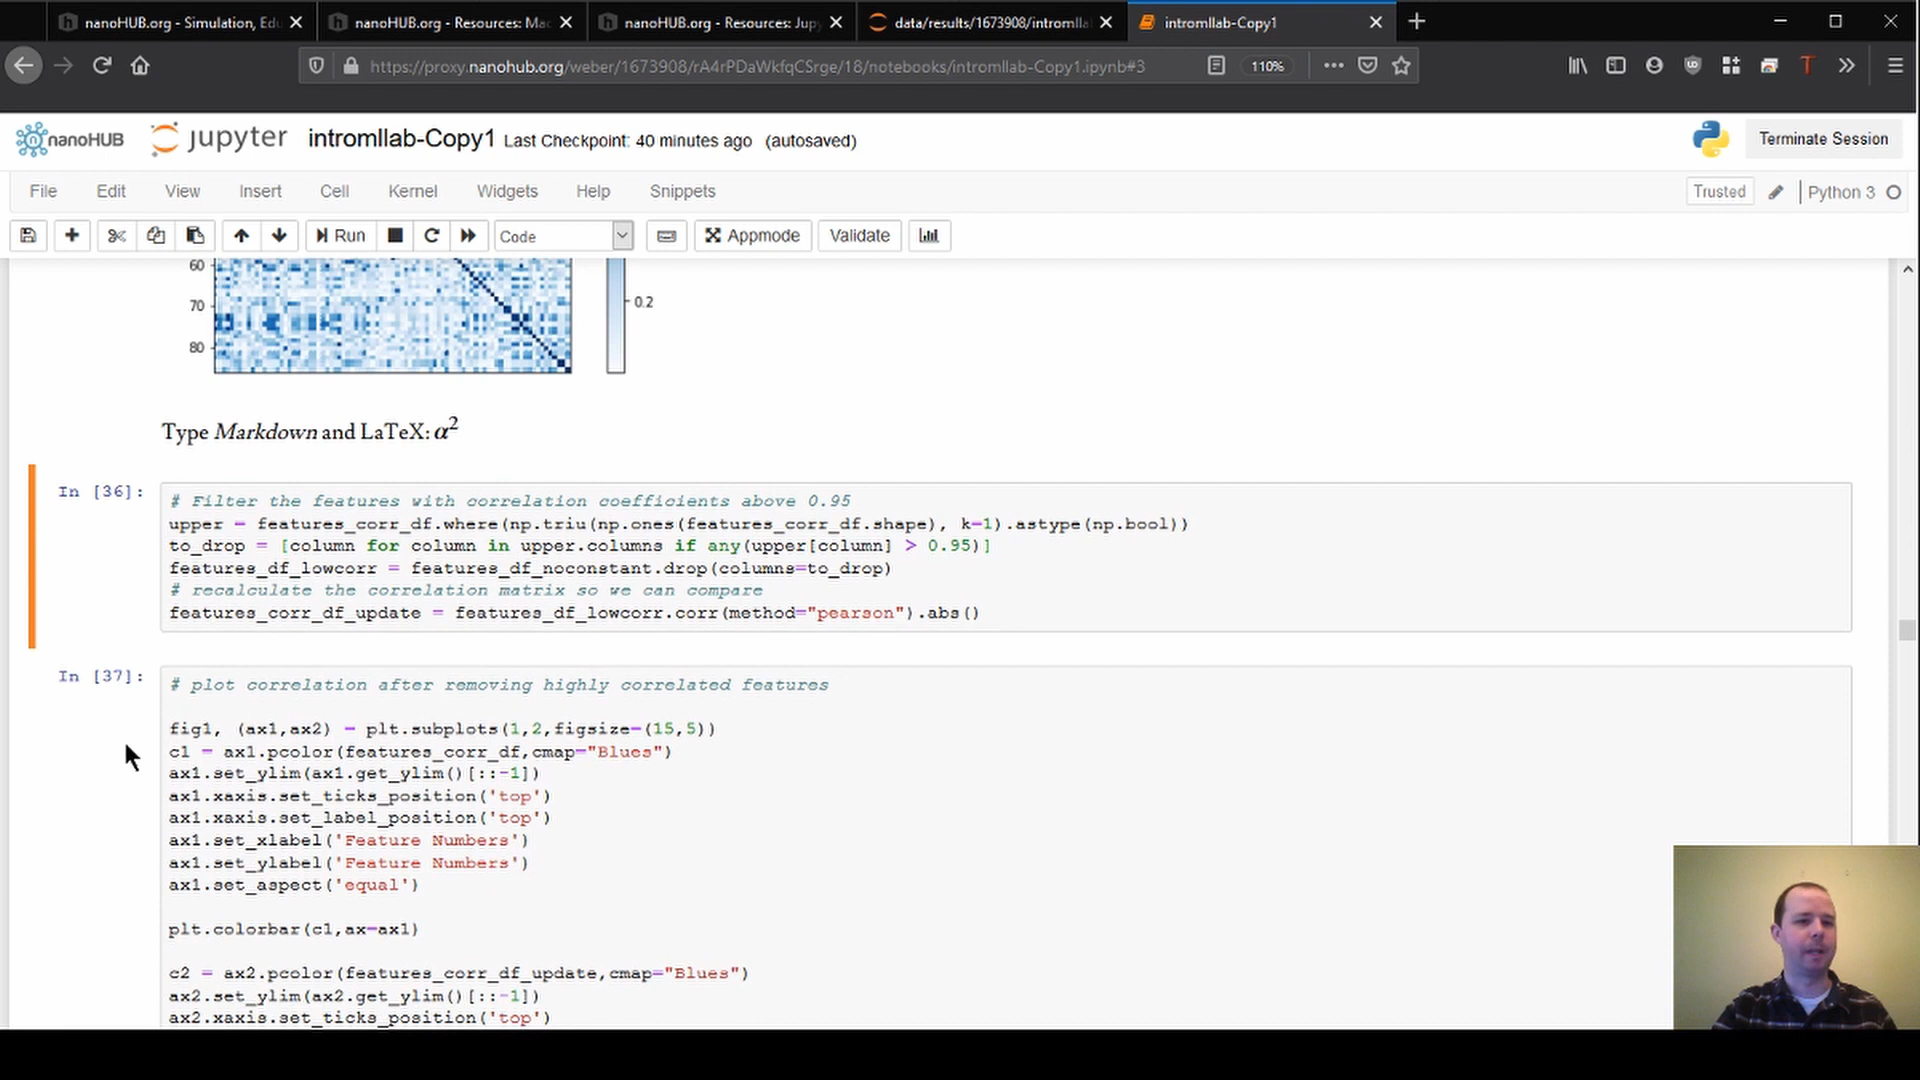 nanoHUB.org - Simulation, Edu
nanoHUB.org - Resources: Ma
nanoHUB.org - Resources: Jup
data/results/1673908/intromlla
intromllab-Copy1
https://proxy.nanohub.org/weber/1673908/rA4rPDaWkfqCSrge/18/notebooks/intromllab-Copy1.ipynb#3
110%
nanoHUB
jupyter
intromllab-Copy1 Last Checkpoint: 40 minutes ago (autosaved)
Terminate Session
File Edit View Insert Cell Kernel Widgets Help Snippets
Trusted
Python 3
Run
Code
Appmode
Validate
60
70
80
0.2
Type Markdown and LaTeX: α²
In [36]:
# Filter the features with correlation coefficients above 0.95
upper = features_corr_df.where(np.triu(np.ones(features_corr_df.shape), k=1).astype(np.bool))
to_drop = [column for column in upper.columns if any(upper[column] > 0.95)]
features_df_lowcorr = features_df_noconstant.drop(columns=to_drop)
# recalculate the correlation matrix so we can compare
features_corr_df_update = features_df_lowcorr.corr(method="pearson").abs()
In [37]:
# plot correlation after removing highly correlated features
fig1, (ax1,ax2) = plt.subplots(1,2,figsize=(15,5))
c1 = ax1.pcolor(features_corr_df,cmap="Blues")
ax1.set_ylim(ax1.get_ylim()[::-1])
ax1.xaxis.set_ticks_position('top')
ax1.xaxis.set_label_position('top')
ax1.set_xlabel('Feature Numbers')
ax1.set_ylabel('Feature Numbers')
ax1.set_aspect('equal')
plt.colorbar(c1,ax=ax1)
c2 = ax2.pcolor(features_corr_df_update,cmap="Blues")
ax2.set_ylim(ax2.get_ylim()[::-1])
ax2.xaxis.set_ticks_position('top')